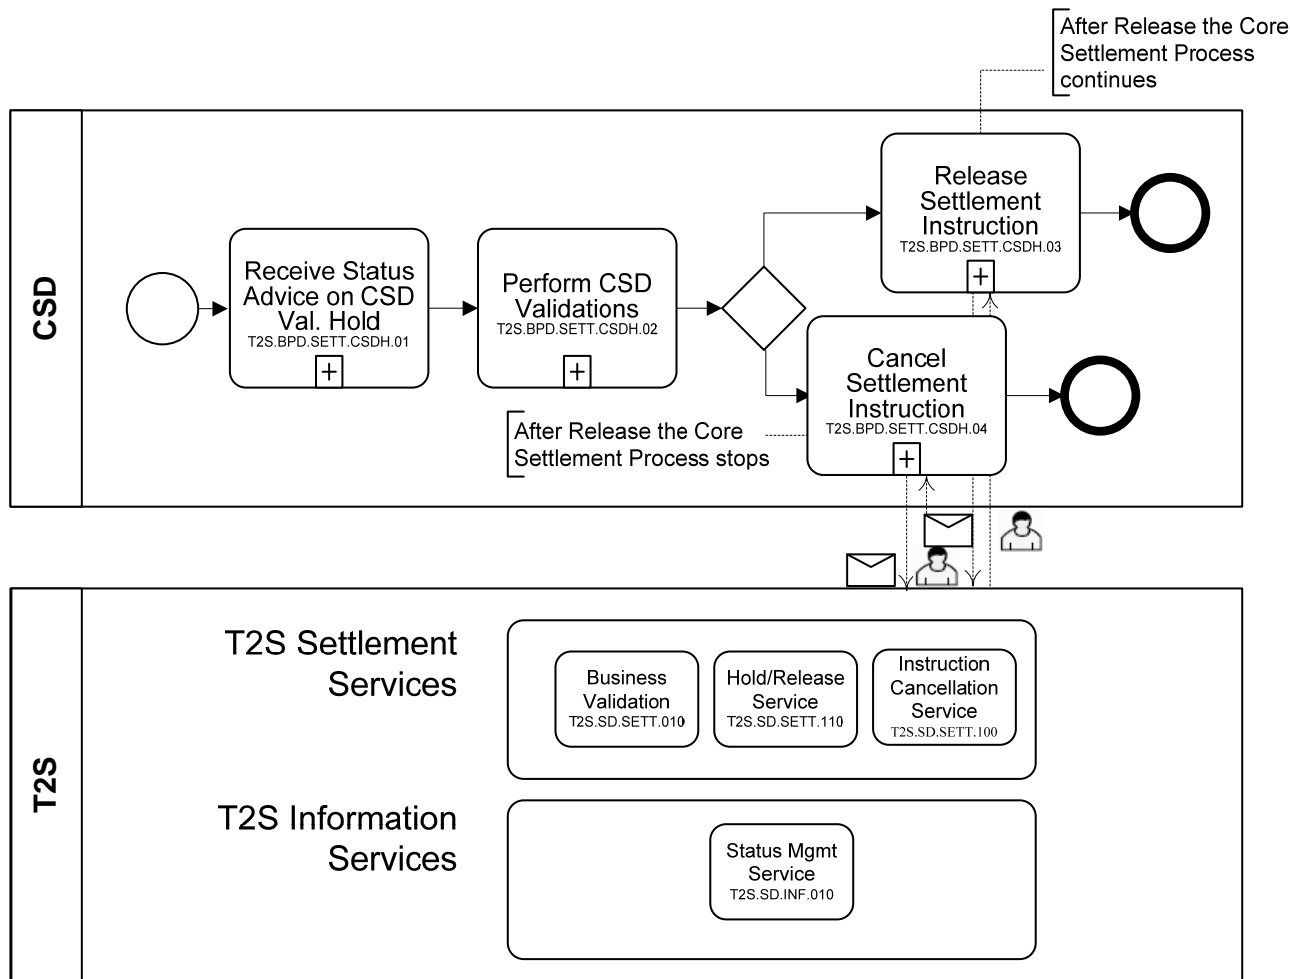 After Release the Core
Settlement Process
continues
CSD
Release
Settlement
Instruction
T2S.BPD.SETT.CSDH.03
Receive Status
Advice on CSD
Val. Hold
T2S.BPD.SETT.CSDH.01
Perform CSD
Validations
T2S.BPD.SETT.CSDH.02
Cancel
Settlement
Instruction
T2S.BPD.SETT.CSDH.04
After Release the Core
Settlement Process stops
T2S
T2S Settlement
Services
Business
Validation
T2S.SD.SETT.010
Hold/Release
Service
T2S.SD.SETT.110
Instruction
Cancellation
Service
T2S.SD.SETT.100
T2S Information
Services
Status Mgmt
Service
T2S.SD.INF.010